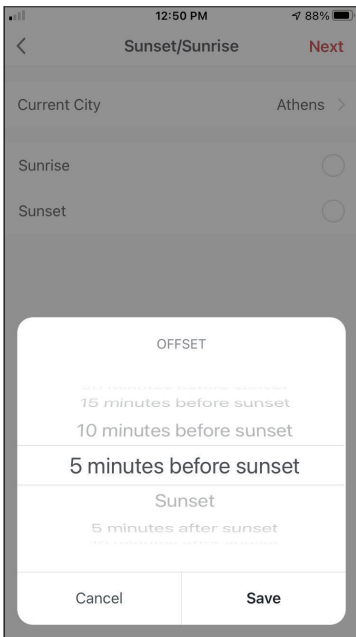 12:50 PM
88%
Sunset/Sunrise
Next
Current City
Athens
Sunrise
Sunset
OFFSET
15 minutes before sunset
10 minutes before sunset
5 minutes before sunset
Sunset
5 minutes after sunset
Cancel
Save